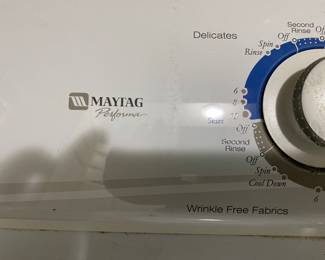 Delicates
Second
Rinse
Off
Spin
Rinse
MAYTAG
Performa
6
8
12
Start
Off
Second
Rinse
Off
Spin
Cool Down
6
Wrinkle Free Fabrics